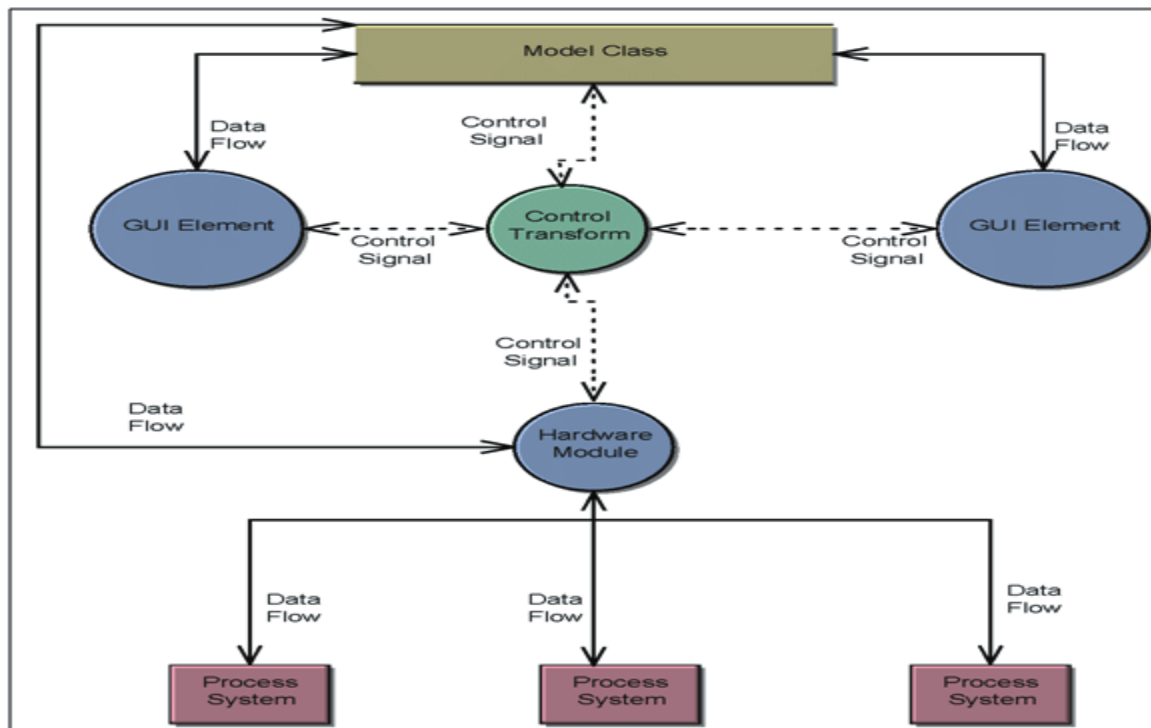 Model Class
Control
Signal
Data
Flow
Data
Flow
GUI Element
Control
Transform
GUI Element
Control
Signal
Control
Signal
Control
Signal
Data
Flow
Hardware
Module
Data
Flow
Data
Flow
Data
Flow
Process
System
Process
System
Process
System